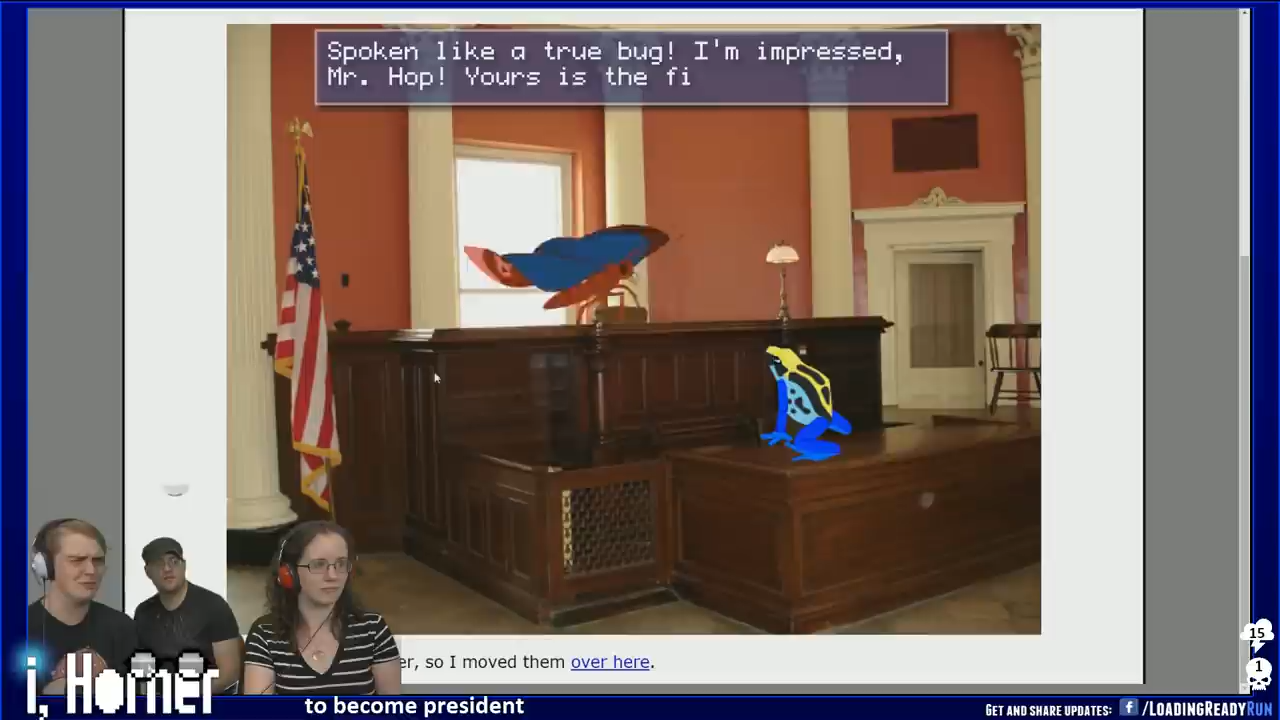 Spoken like a true bug! I'm impressed,
Mr. Hop! Yours is the fi
er, so I moved them over here.
15
1
i, Horner
to become president
GET AND SHARE UPDATES: f /LOADINGREADYRUN